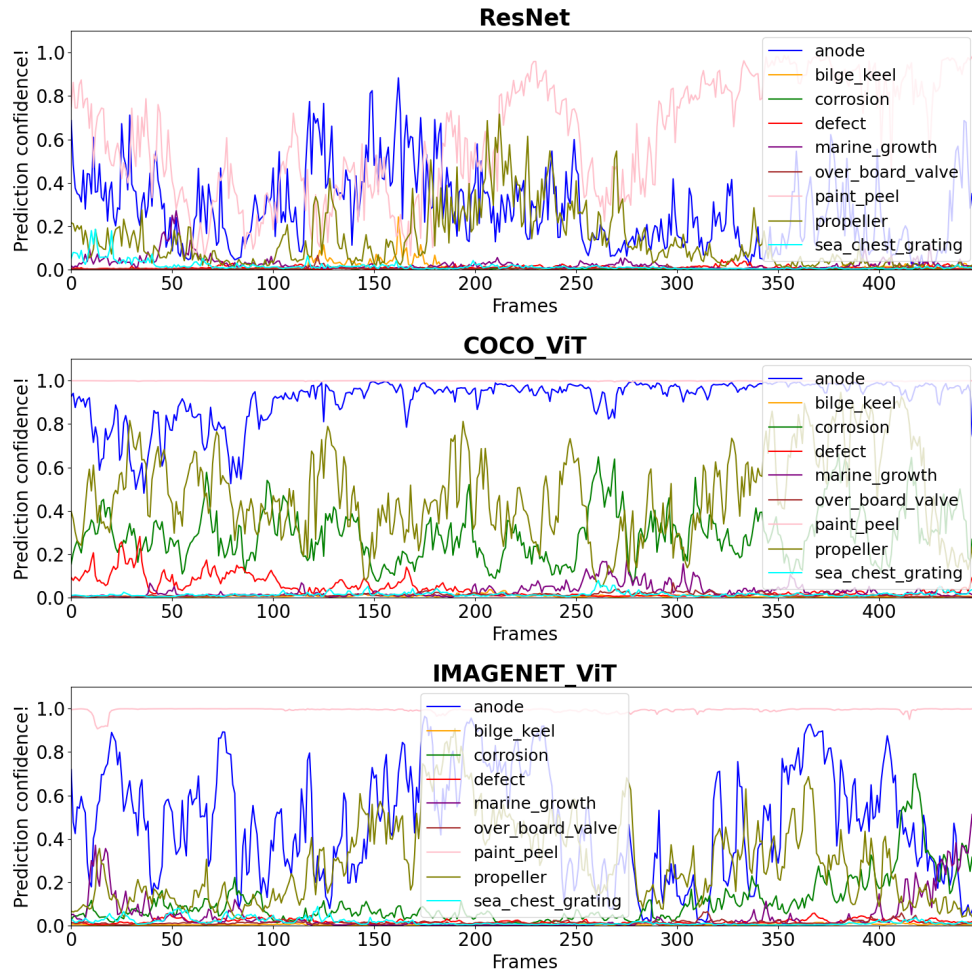 ResNet
Prediction confidence!
1.0
0.8
0.6
0.4
0.2
0.0
anode
bilge_keel
corrosion
defect
marine_growth
over_board_valve
paint_peel
propeller
sea_chest_grating
0 50 100 150 200 250 300 350 400
Frames
COCO_ViT
Prediction confidence!
1.0
0.8
0.6
0.4
0.2
0.0
anode
bilge_keel
corrosion
defect
marine_growth
over_board_valve
paint_peel
propeller
sea_chest_grating
0 50 100 150 200 250 300 350 400
Frames
IMAGENET_ViT
Prediction confidence!
1.0
0.8
0.6
0.4
0.2
0.0
anode
bilge_keel
corrosion
defect
marine_growth
over_board_valve
paint_peel
propeller
sea_chest_grating
0 50 100 150 200 250 300 350 400
Frames